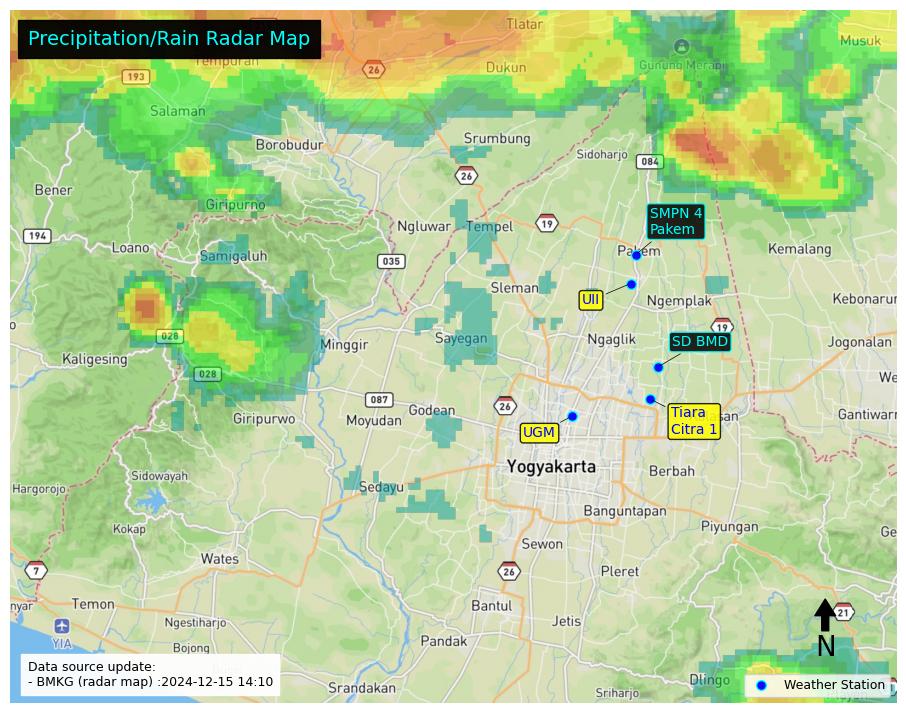 Precipitation/Rain Radar Map
Tlatar
Musuk
Tempuran
193
26
Dukun
Gunung Merapi
Salaman
Borobudur
Srumbung
Sidoharjo
084
26
Bener
Giripurno
SMPN 4
Pakem
194
Ngluwar
Tempel
19
Loano
Samigaluh
Pakem
Kemalang
035
Sleman
UII
Ngemplak
Kebonarum
028
19
Minggir
Sayegan
Ngaglik
SD BMD
Jogonalan
Kaligesing
028
087
26
Giripurwo
Moyudan
Godean
Tiara
Citra 1
san
Gantiwarn
UGM
Yogyakarta
Sidowayah
Berbah
Hargorojo
Sedayu
Banguntapan
Kokap
Piyungan
Sewon
Wates
7
26
Pleret
Temon
Bantul
21
nyar
Ngestiharjo
Jetis
YIA
Bojong
Pandak
N
Data source update:
- BMKG (radar map) :2024-12-15 14:10
Srandakan
Sriharjo
Dlingo
Weather Station